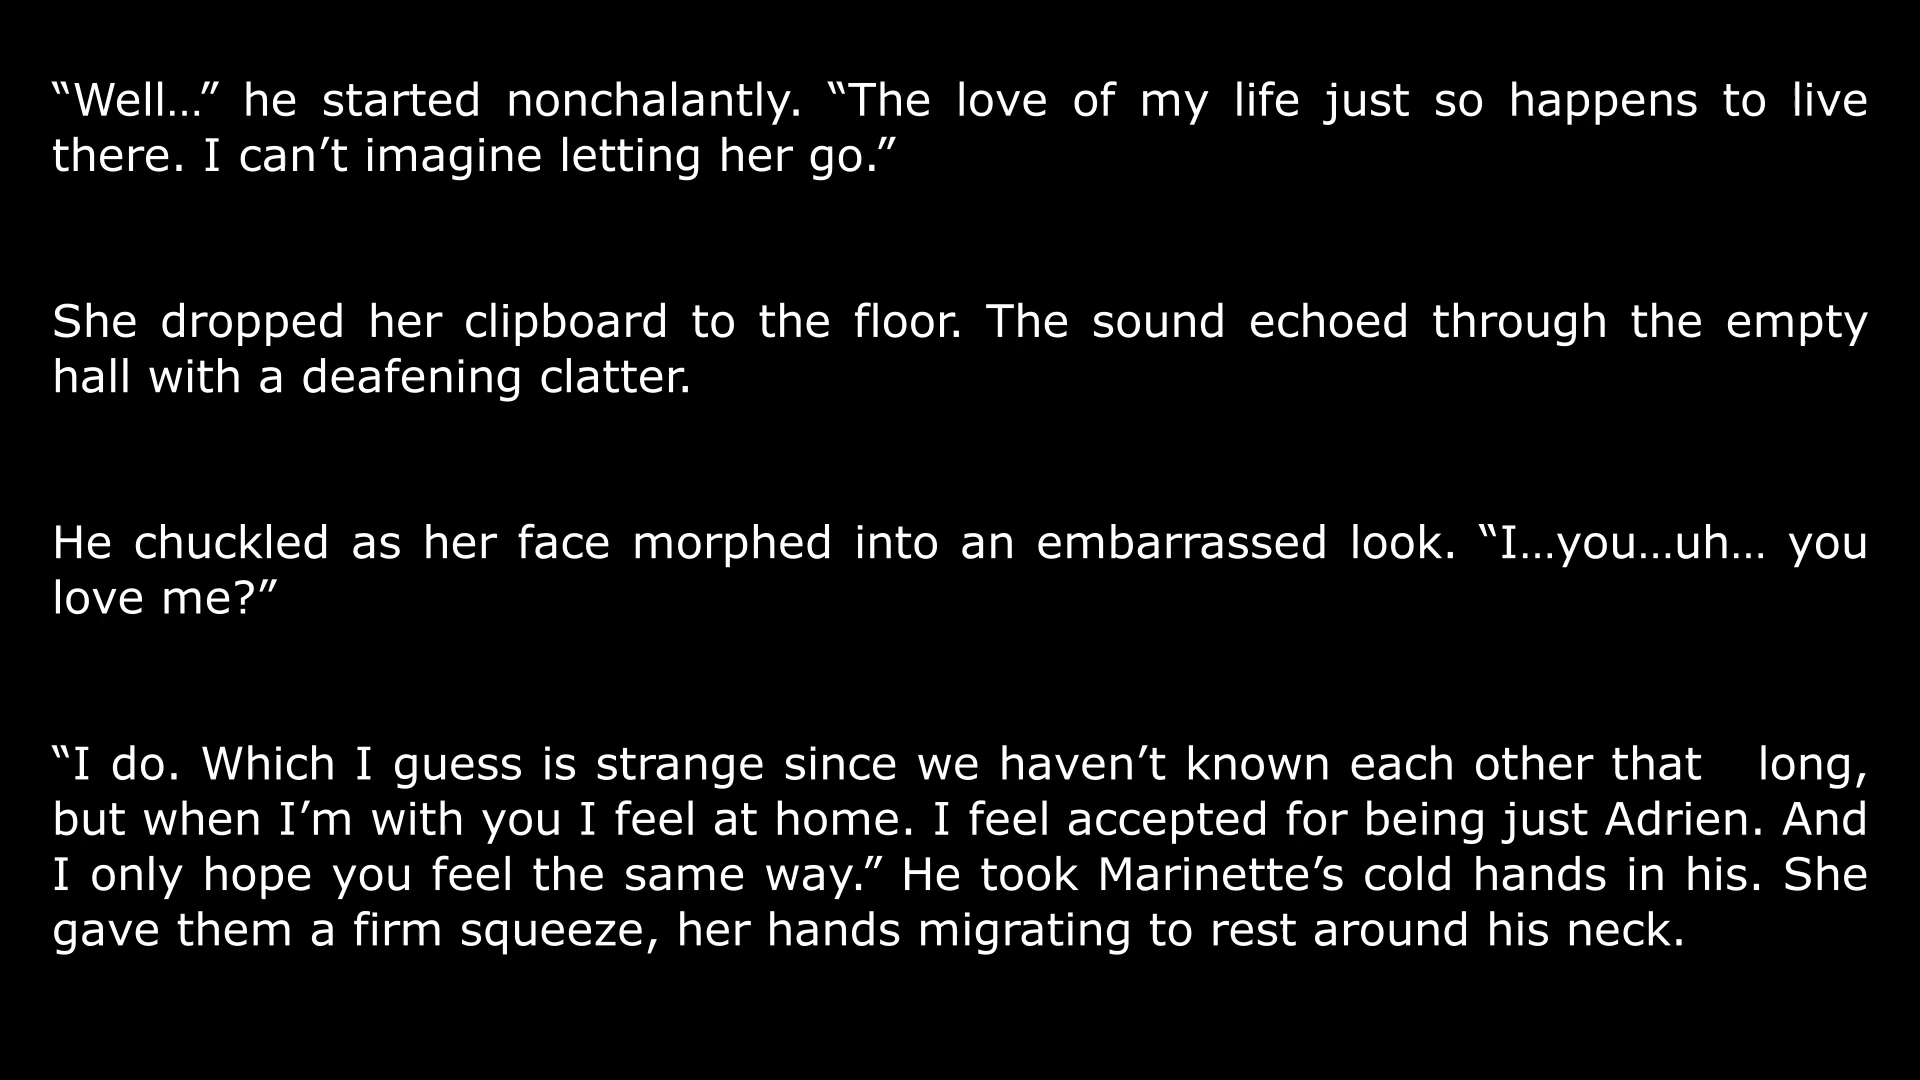 “Well…” he started nonchalantly. “The love of my life just so happens to live
there. I can’t imagine letting her go.”
She dropped her clipboard to the floor. The sound echoed through the empty
hall with a deafening clatter.
He chuckled as her face morphed into an embarrassed look. “I…you…uh… you
love me?”
“I do. Which I guess is strange since we haven’t known each other that long,
but when I’m with you I feel at home. I feel accepted for being just Adrien. And
I only hope you feel the same way.” He took Marinette’s cold hands in his. She
gave them a firm squeeze, her hands migrating to rest around his neck.